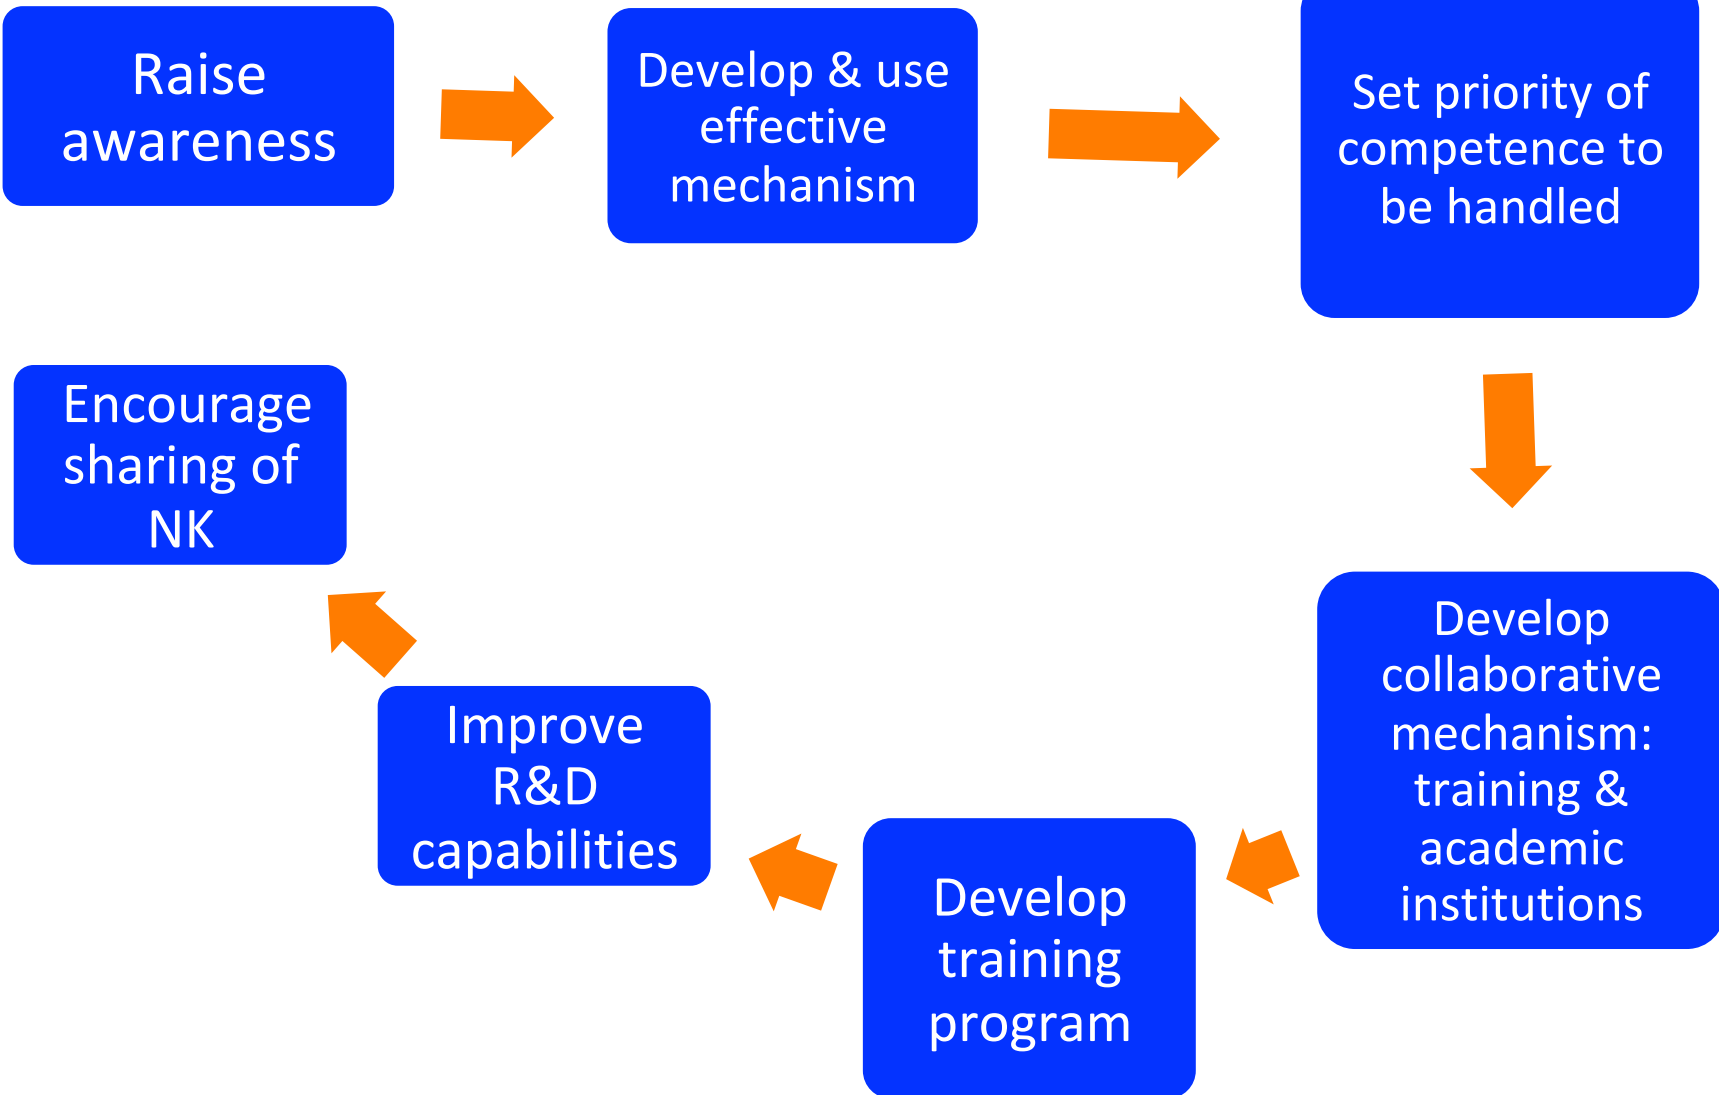 Raise
awareness
Develop & use
effective
mechanism
Set priority of
competence to
be handled
Develop
collaborative
mechanism:
training &
academic
institutions
Develop
training
program
Improve
R&D
capabilities
Encourage
sharing of
NK